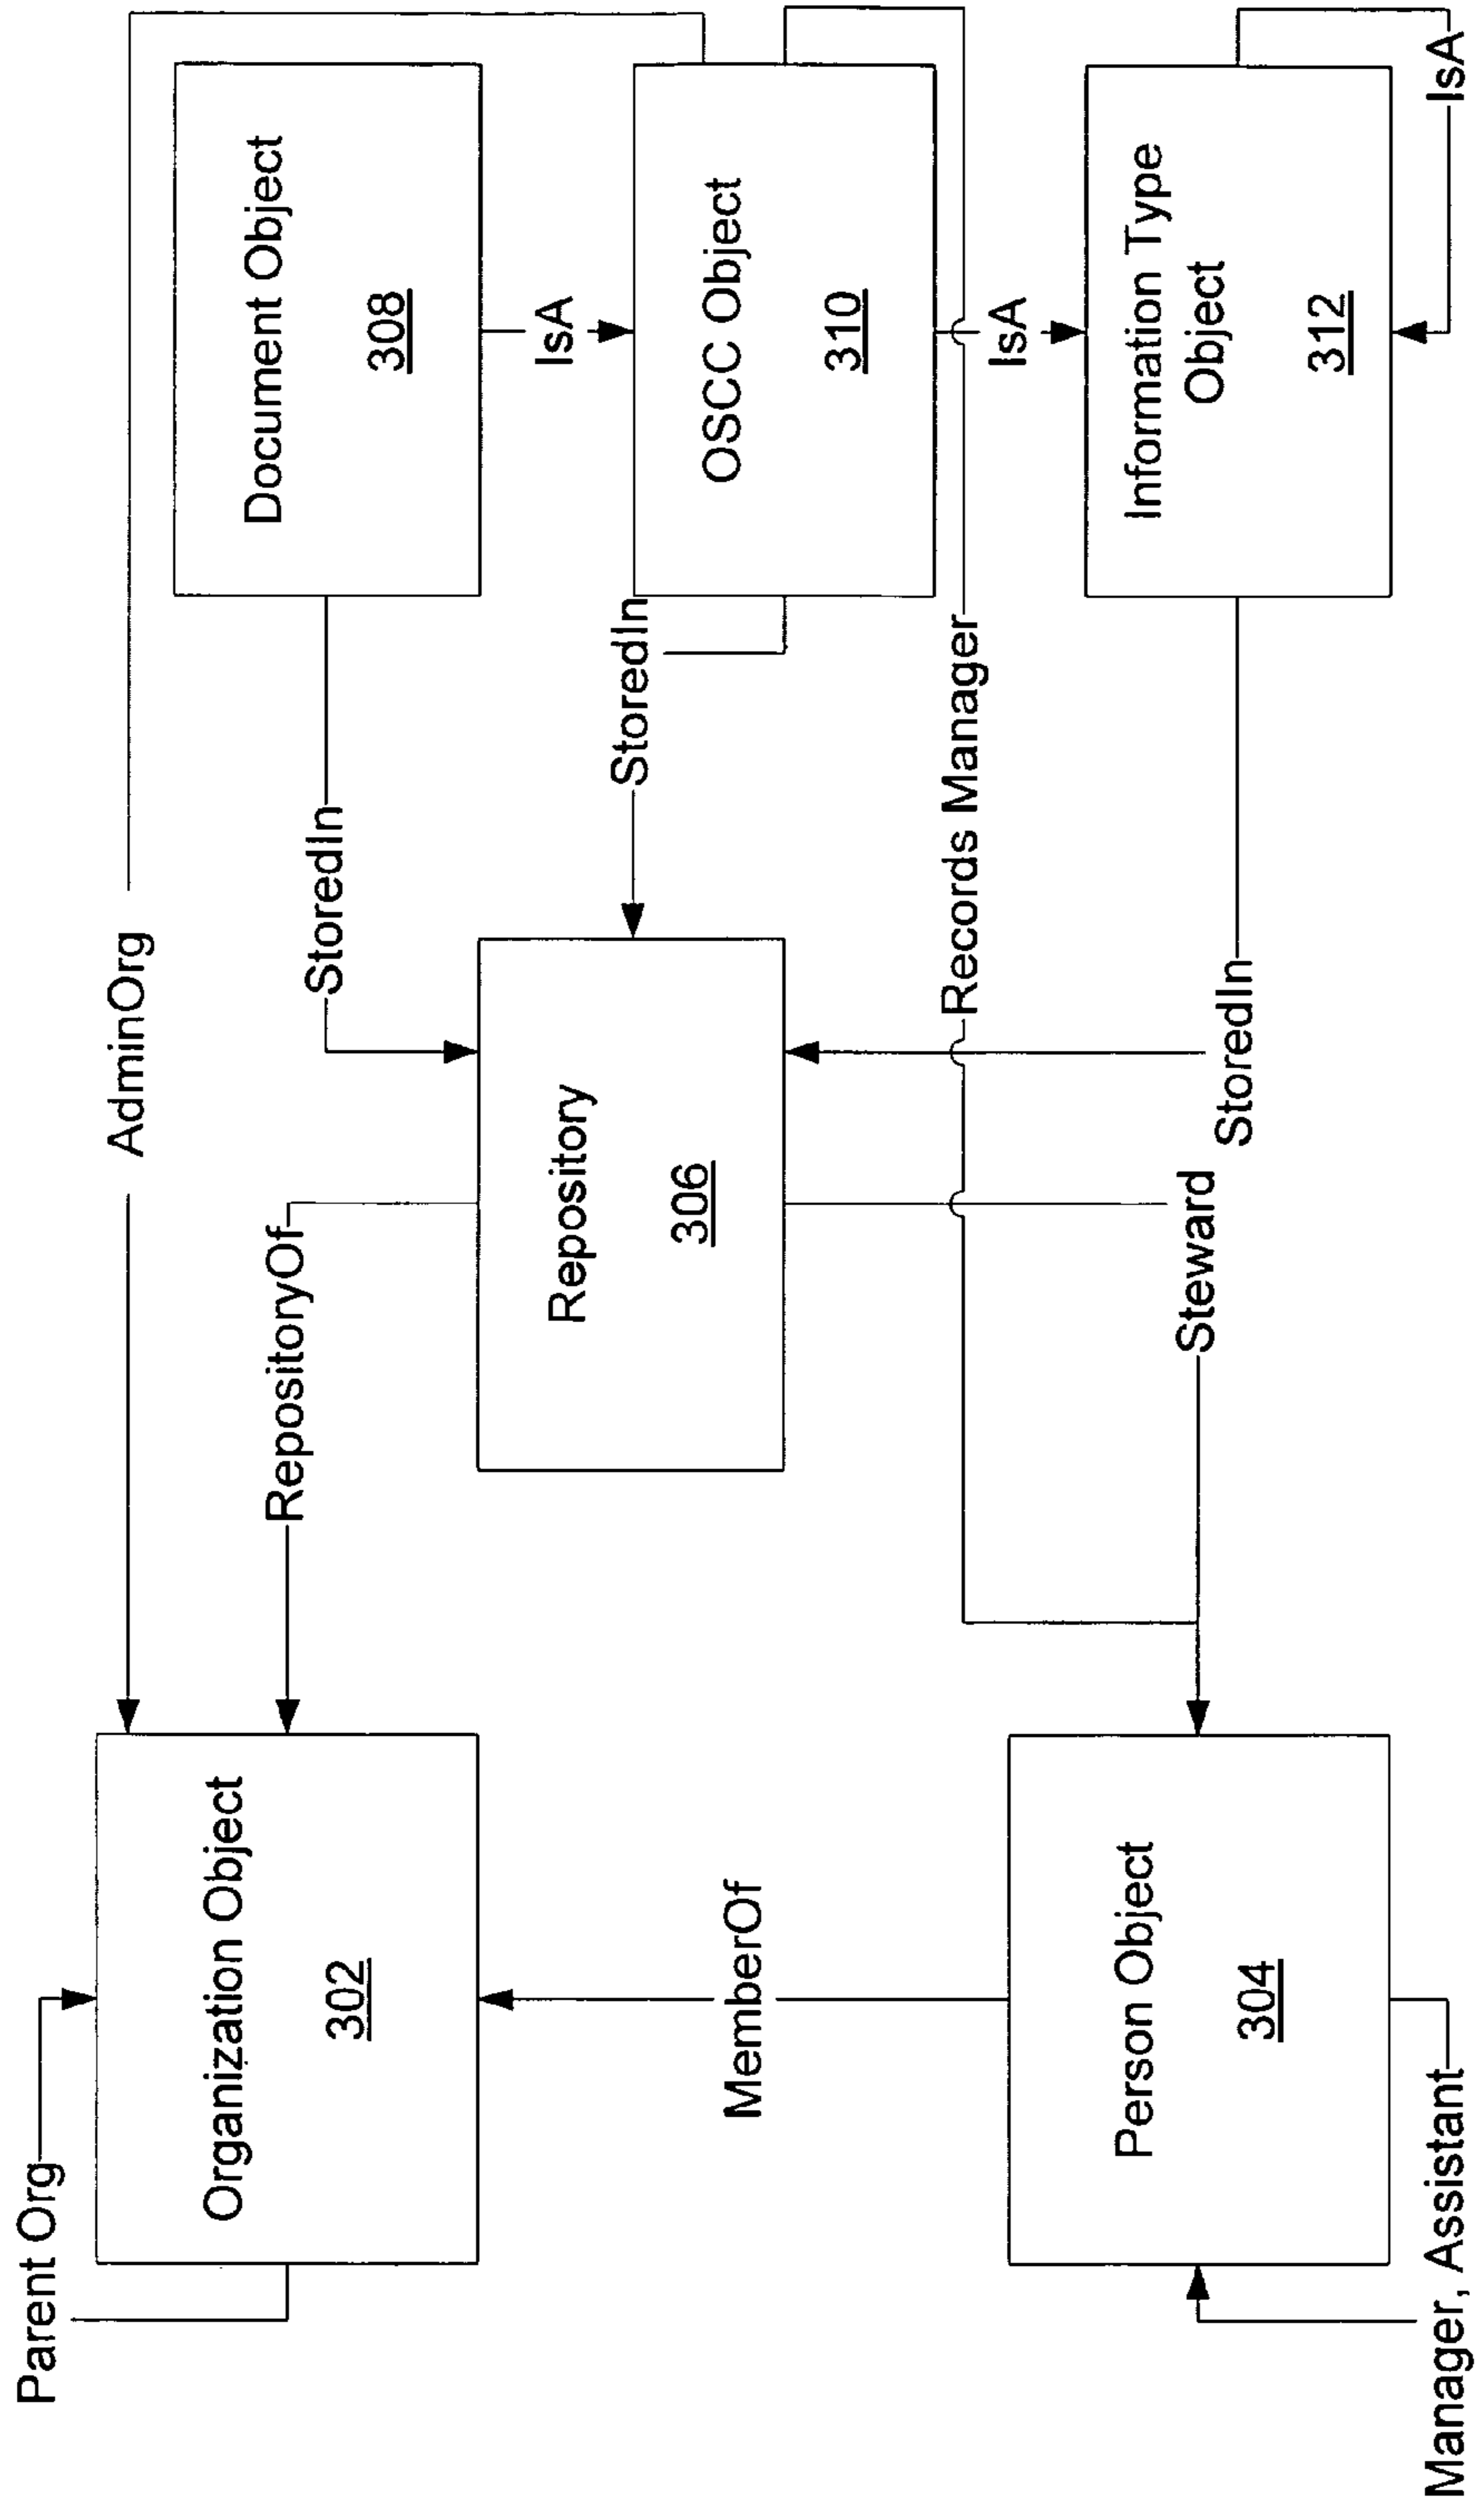 Parent Org
AdminOrg
Organization Object
302
RepositoryOf
StoredIn
Document Object
308
IsA
MemberOf
Repository
306
StoredIn
OSCC Object
310
Records Manager
IsA
Person Object
304
Steward
StoredIn
Information Type
Object
312
Manager, Assistant
IsA